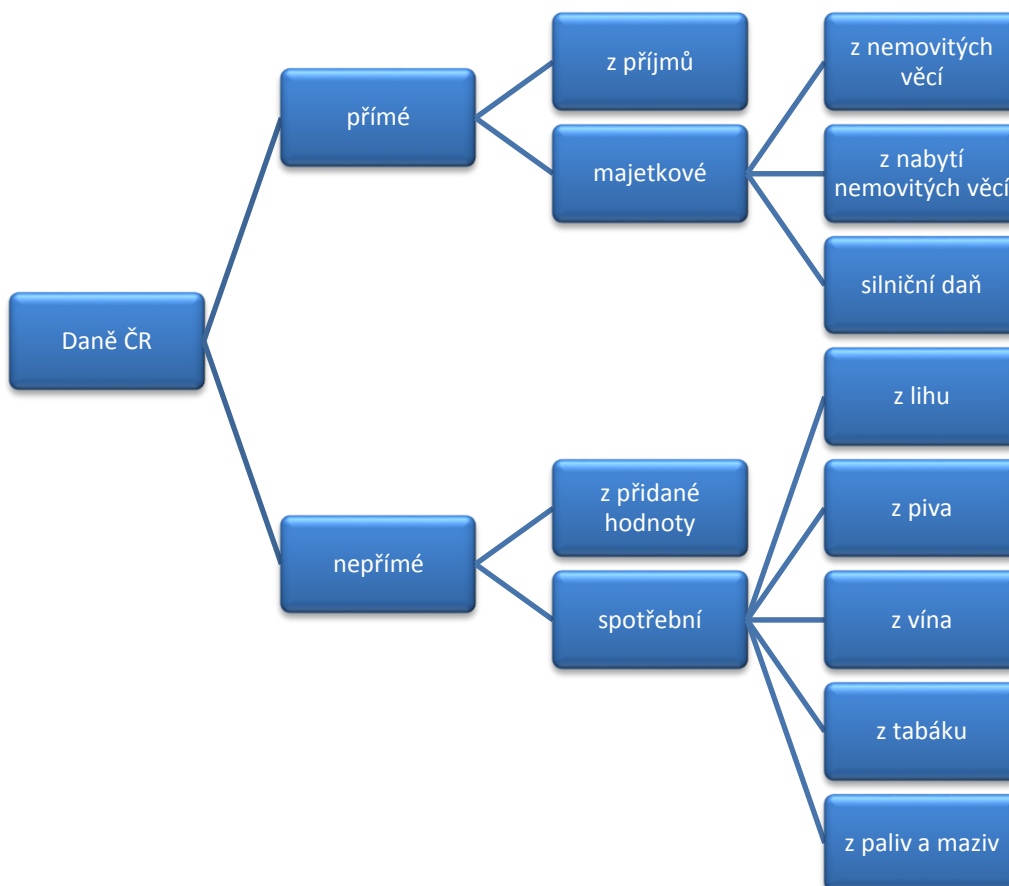 Daně ČR
přímé
z příjmů
majetkové
z nemovitých
věcí
z nabytí
nemovitých věcí
silniční daň
nepřímé
z přidané
hodnoty
spotřební
z lihu
z piva
z vína
z tabáku
z paliv a maziv